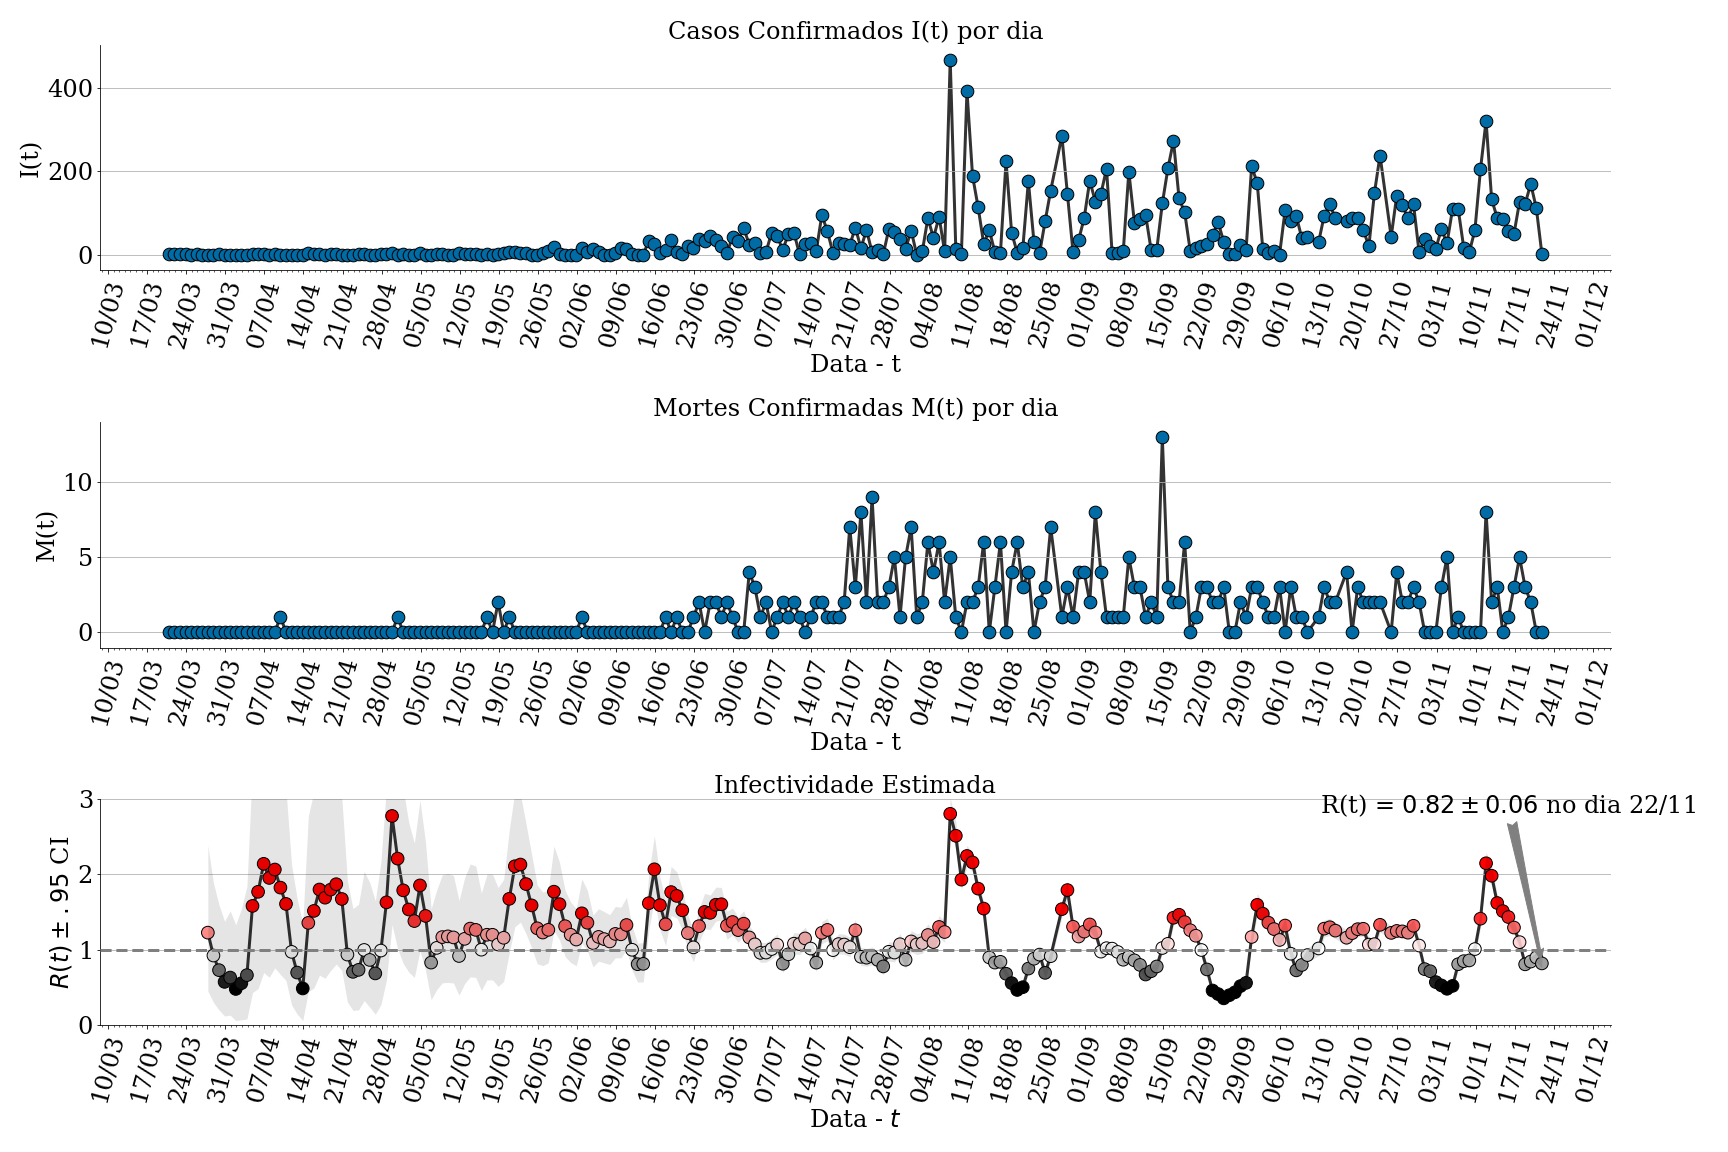 Casos Confirmados I(t) por dia
I(t)
400
200
0
10/03 17/03 24/03 31/03 07/04 14/04 21/04 28/04 05/05 12/05 19/05 26/05 02/06 09/06 16/06 23/06 30/06 07/07 14/07 21/07 28/07 04/08 11/08 18/08 25/08 01/09 08/09 15/09 22/09 29/09 06/10 13/10 20/10 27/10 03/11 10/11 17/11 24/11 01/12
Data - t
Mortes Confirmadas M(t) por dia
M(t)
10
5
0
10/03 17/03 24/03 31/03 07/04 14/04 21/04 28/04 05/05 12/05 19/05 26/05 02/06 09/06 16/06 23/06 30/06 07/07 14/07 21/07 28/07 04/08 11/08 18/08 25/08 01/09 08/09 15/09 22/09 29/09 06/10 13/10 20/10 27/10 03/11 10/11 17/11 24/11 01/12
Data - t
Infectividade Estimada
R(t) = 0.82 ± 0.06 no dia 22/11
R(t) ± .95 CI
3
2
1
0
10/03 17/03 24/03 31/03 07/04 14/04 21/04 28/04 05/05 12/05 19/05 26/05 02/06 09/06 16/06 23/06 30/06 07/07 14/07 21/07 28/07 04/08 11/08 18/08 25/08 01/09 08/09 15/09 22/09 29/09 06/10 13/10 20/10 27/10 03/11 10/11 17/11 24/11 01/12
Data - t